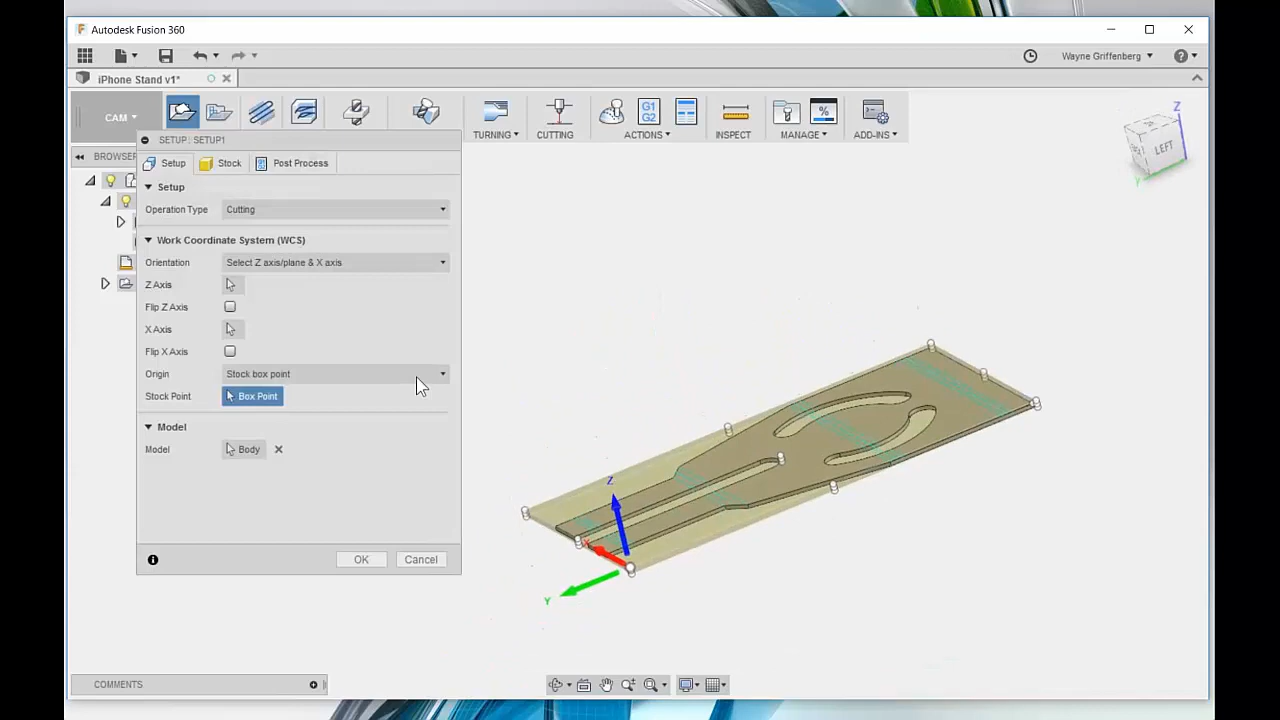 Autodesk Fusion 360
Wayne Griffenberg
iPhone Stand v1*
CAM
G1
G2
%
TURNING
CUTTING
ACTIONS
INSPECT
MANAGE
ADD-INS
SETUP : SETUP1
BROWSER
Setup
Stock
Post Process
Setup
Operation Type
Cutting
Work Coordinate System (WCS)
Orientation
Select Z axis/plane & X axis
Z Axis
Flip Z Axis
X Axis
Flip X Axis
Origin
Stock box point
Stock Point
Box Point
Model
Model
Body
OK
Cancel
Z
LEFT
Y
Z
X
Y
COMMENTS